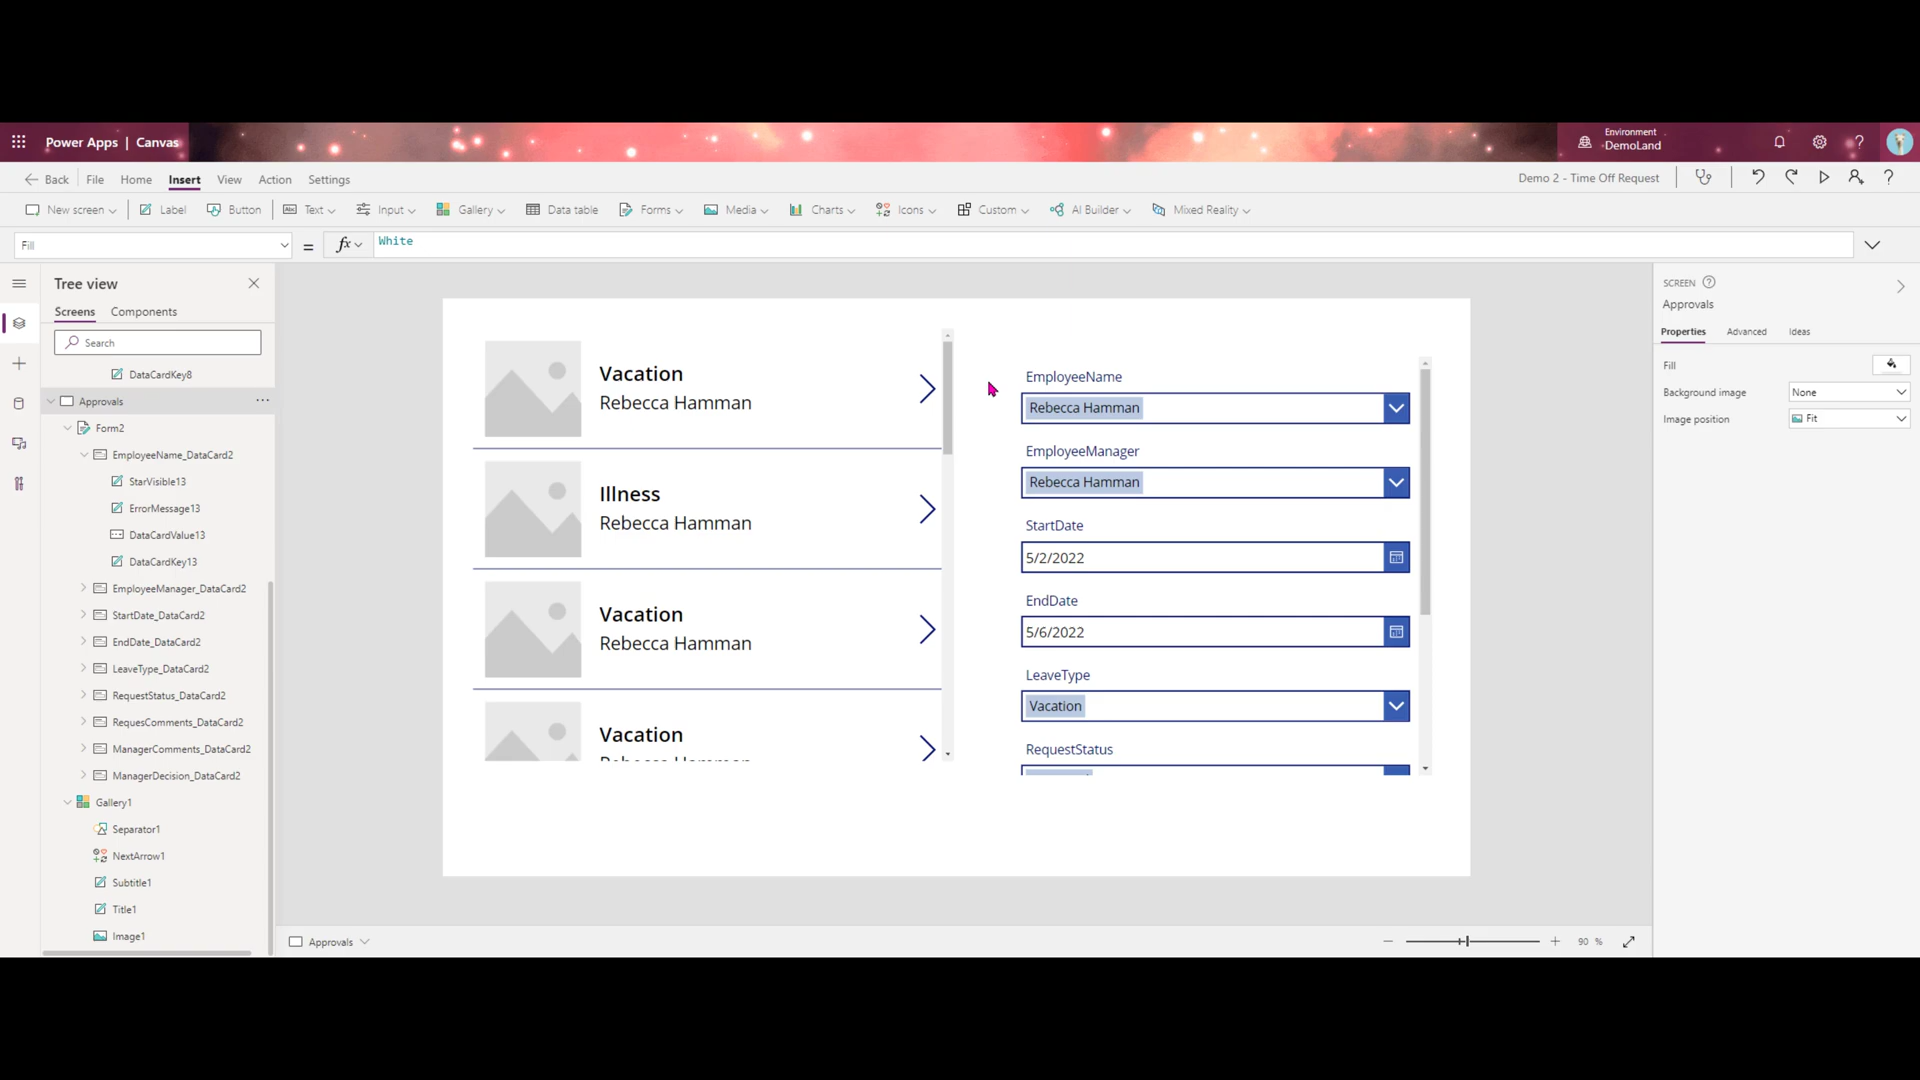 Power Apps | Canvas
Environment
DemoLand
?
Back File Home Insert View Action Settings
Demo 2 - Time Off Request
?
New screen Label Button Text Input Gallery Data table Forms Media Charts Icons Custom AI Builder Mixed Reality
Fill = fx White
Tree view
Screens Components
Search
DataCardKey8
Approvals ...
Form2
EmployeeName_DataCard2
StarVisible13
ErrorMessage13
DataCardValue13
DataCardKey13
EmployeeManager_DataCard2
StartDate_DataCard2
EndDate_DataCard2
LeaveType_DataCard2
RequestStatus_DataCard2
RequesComments_DataCard2
ManagerComments_DataCard2
ManagerDecision_DataCard2
Gallery1
Separator1
NextArrow1
Subtitle1
Title1
Image1
Vacation
Rebecca Hamman
Illness
Rebecca Hamman
Vacation
Rebecca Hamman
Vacation
EmployeeName
Rebecca Hamman
EmployeeManager
Rebecca Hamman
StartDate
5/2/2022
EndDate
5/6/2022
LeaveType
Vacation
RequestStatus
Approvals
90 %
SCREEN ?
Approvals
Properties Advanced Ideas
Fill
Background image None
Image position Fit